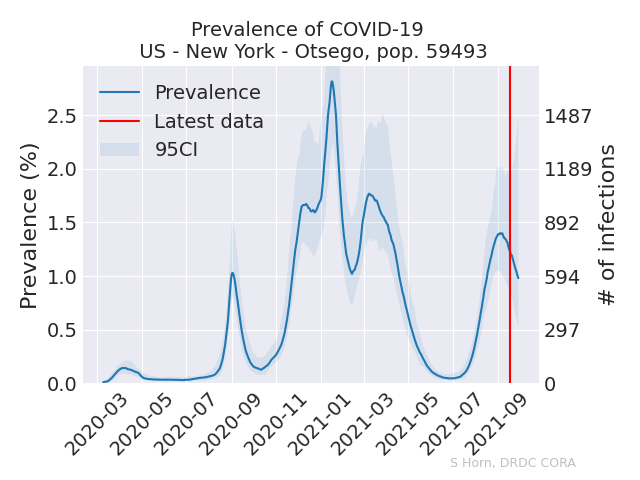 Prevalence of COVID-19
US - New York - Otsego, pop. 59493
Prevalence
Latest data
95CI
Prevalence (%)
2.5
2.0
1.5
1.0
0.5
0.0
1487
1189
892
594
297
0
# of infections
2020-03
2020-05
2020-07
2020-09
2020-11
2021-01
2021-03
2021-05
2021-07
2021-09
S Horn, DRDC CORA